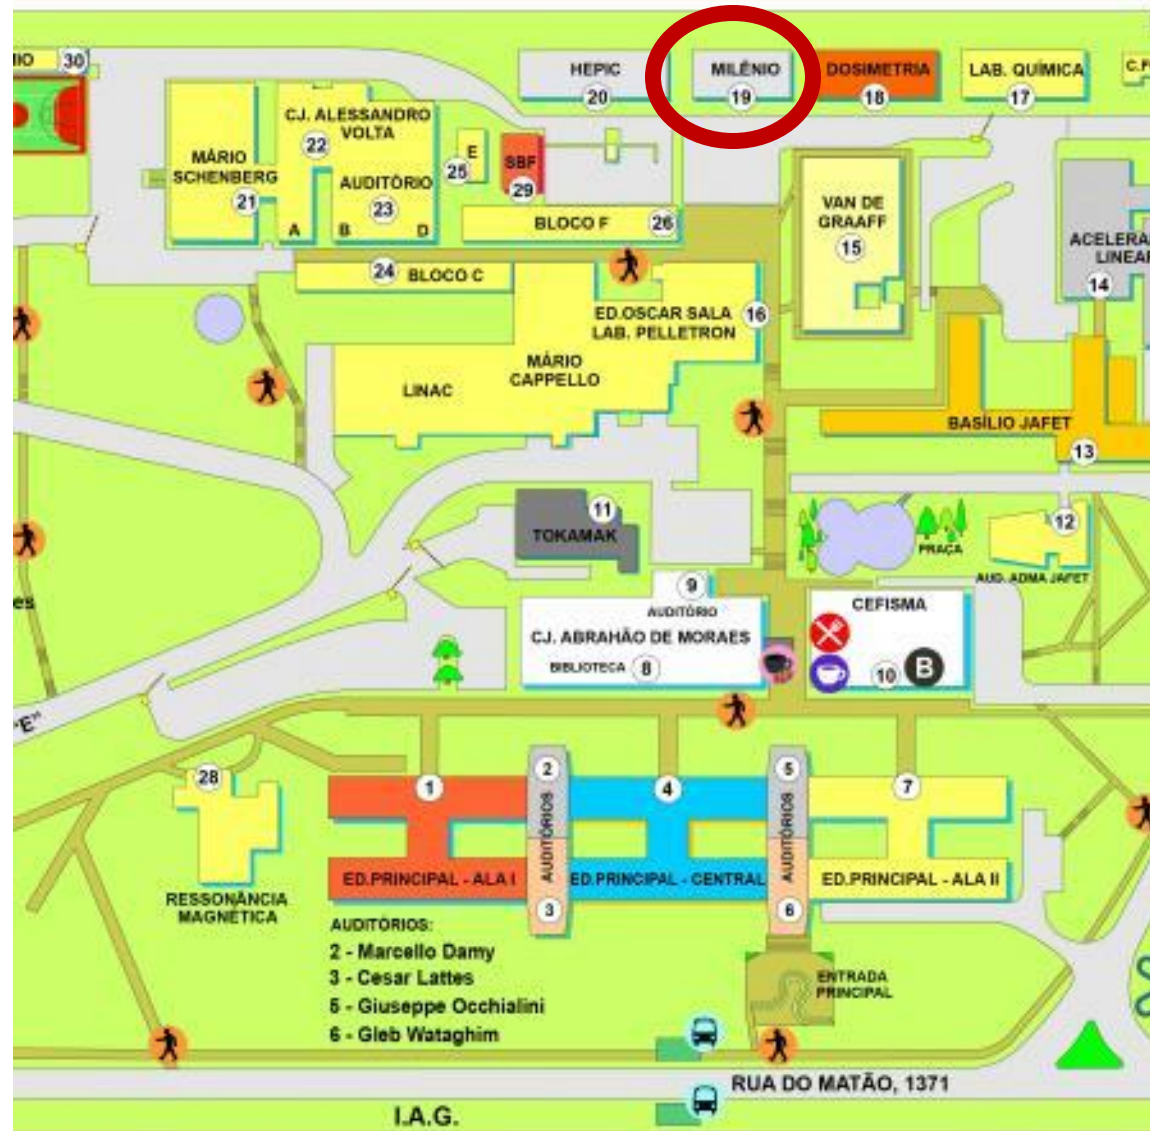 IO 30
HEPIC
20
MILÊNIO
19
DOSIMETRIA
18
LAB. QUÍMICA
17
CJ. ALESSANDRO
VOLTA
22
MÁRIO
SCHENBERG
21
AUDITÓRIO
23
A B D
E
25
SBF
29
BLOCO F 26
VAN DE
GRAAFF
15
ACELERA
LINEAR
14
24 BLOCO C
ED.OSCAR SALA 16
LAB. PELLETRON
MÁRIO
CAPPELLO
LINAC
BASÍLIO JAFET
13
11
TOKAMAK
PRAÇA
12
AUD. ADMA JAFET
es
9
AUDITÓRIO
CJ. ABRAHÃO DE MORAES
BIBLIOTECA 8
CEFISMA
10 B
"E"
28
RESSONÂNCIA
MAGNÉTICA
1
2
4
5
7
AUDITÓRIOS
AUDITÓRIOS
ED.PRINCIPAL - ALA I
ED.PRINCIPAL - CENTRAL
ED.PRINCIPAL - ALA II
3
6
AUDITÓRIOS:
2 - Marcello Damy
3 - Cesar Lattes
5 - Giuseppe Occhialini
6 - Gleb Wataghim
ENTRADA
PRINCIPAL
RUA DO MATÃO, 1371
I.A.G.